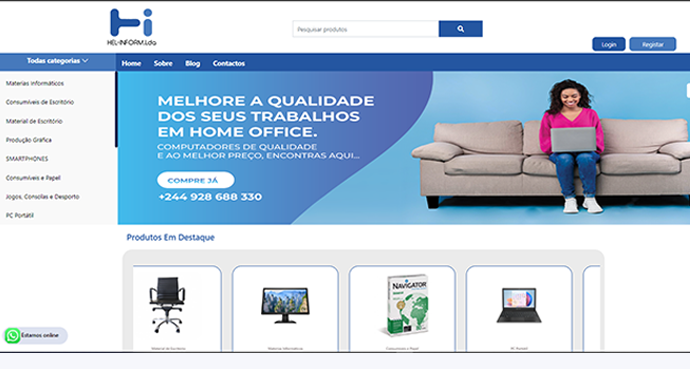 Hi
HEL-INFORM.Lda
Pesquisar produtos
Login
Registar
Todas categorias
Home
Sobre
Blog
Contactos
Materias Informáticos
Consumíveis de Escritório
Material de Escritório
Produção Gráfica
SMARTPHONES
Consumíveis e Papel
Jogos, Consolas e Desporto
PC Portátil
MELHORE A QUALIDADE
DOS SEUS TRABALHOS
EM HOME OFFICE.
COMPUTADORES DE QUALIDADE
E AO MELHOR PREÇO, ENCONTRAS AQUI...
COMPRE JÁ
+244 928 688 330
Produtos Em Destaque
NAVIGATOR
Material de Escritório
Materias Informáticos
Consumíveis e Papel
PC Portátil
Estamos online